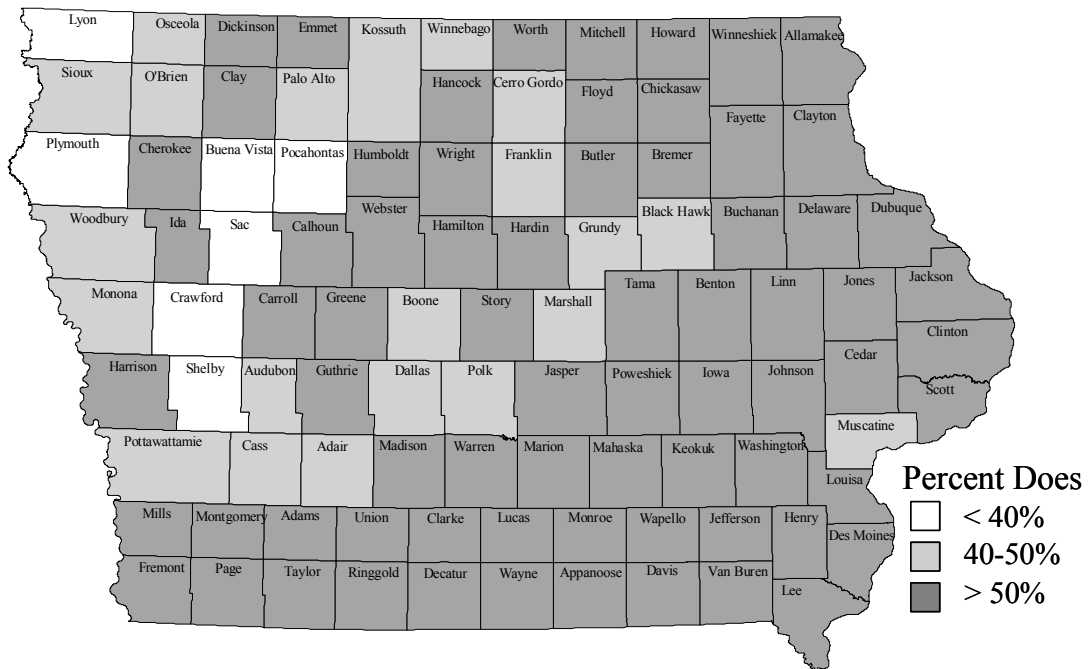 Lyon Osceola Dickinson Emmet Kossuth Winnebago Worth Mitchell Howard Winneshiek Allamakee
Sioux O'Brien Clay Palo Alto Hancock Cerro Gordo Floyd Chickasaw
Fayette Clayton
Plymouth Cherokee Buena Vista Pocahontas Humboldt Wright Franklin Butler Bremer
Woodbury Ida Sac Calhoun Webster Hamilton Hardin Grundy Black Hawk Buchanan Delaware Dubuque
Monona Crawford Carroll Greene Boone Story Marshall Tama Benton Linn Jones Jackson
Clinton
Harrison Shelby Audubon Guthrie Dallas Polk Jasper Poweshiek Iowa Johnson Cedar Scott
Pottawattamie Cass Adair Madison Warren Marion Mahaska Keokuk Washington Muscatine
Louisa
Mills Montgomery Adams Union Clarke Lucas Monroe Wapello Jefferson Henry Des Moines
Fremont Page Taylor Ringgold Decatur Wayne Appanoose Davis Van Buren Lee
Percent Does
< 40%
40-50%
> 50%